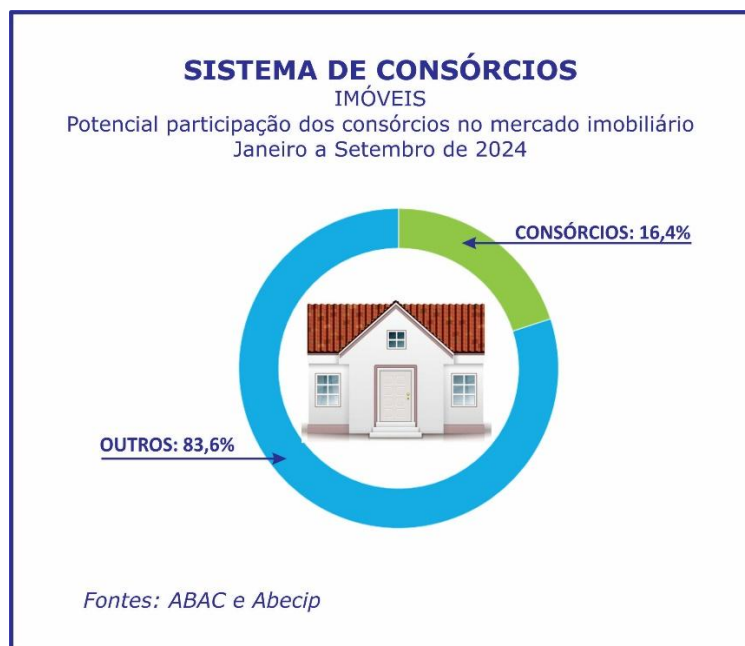 SISTEMA DE CONSÓRCIOS
IMÓVEIS
Potencial participação dos consórcios no mercado imobiliário
Janeiro a Setembro de 2024
CONSÓRCIOS: 16,4%
OUTROS: 83,6%
Fontes: ABAC e Abecip